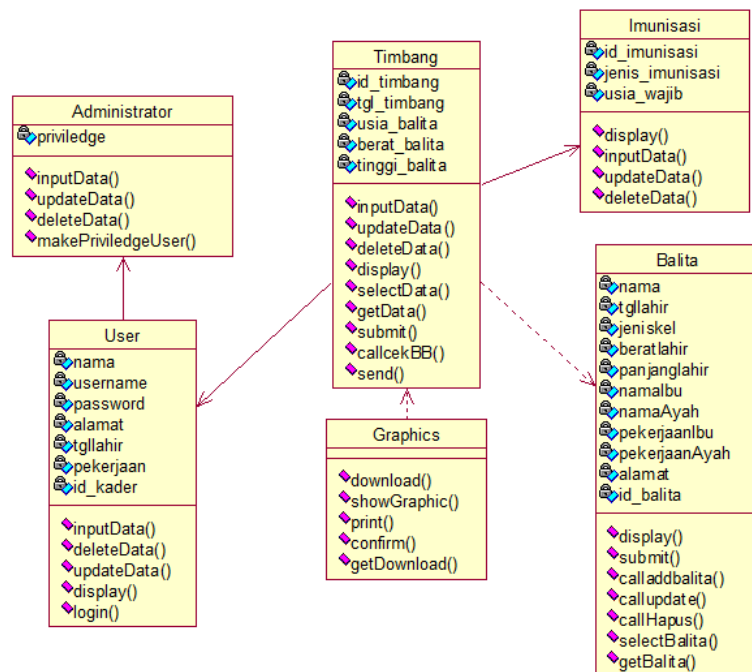 Administrator
priviledge
inputData()
updateData()
deleteData()
makePriviledgeUser()
User
nama
username
password
alamat
tgllahir
pekerjaan
id_kader
inputData()
deleteData()
updateData()
display()
login()
Timbang
id_timbang
tgl_timbang
usia_balita
berat_balita
tinggi_balita
inputData()
updateData()
deleteData()
display()
selectData()
getData()
submit()
callcekBB()
send()
Graphics
download()
showGraphic()
print()
confirm()
getDownload()
Imunisasi
id_imunisasi
jenis_imunisasi
usia_wajib
display()
inputData()
updateData()
deleteData()
Balita
nama
tgllahir
jeniskel
beratlahir
panjanglahir
namaIbu
namaAyah
pekerjaanIbu
pekerjaanAyah
alamat
id_balita
display()
submit()
calladdbalita()
callupdate()
callHapus()
selectBalita()
getBalita()